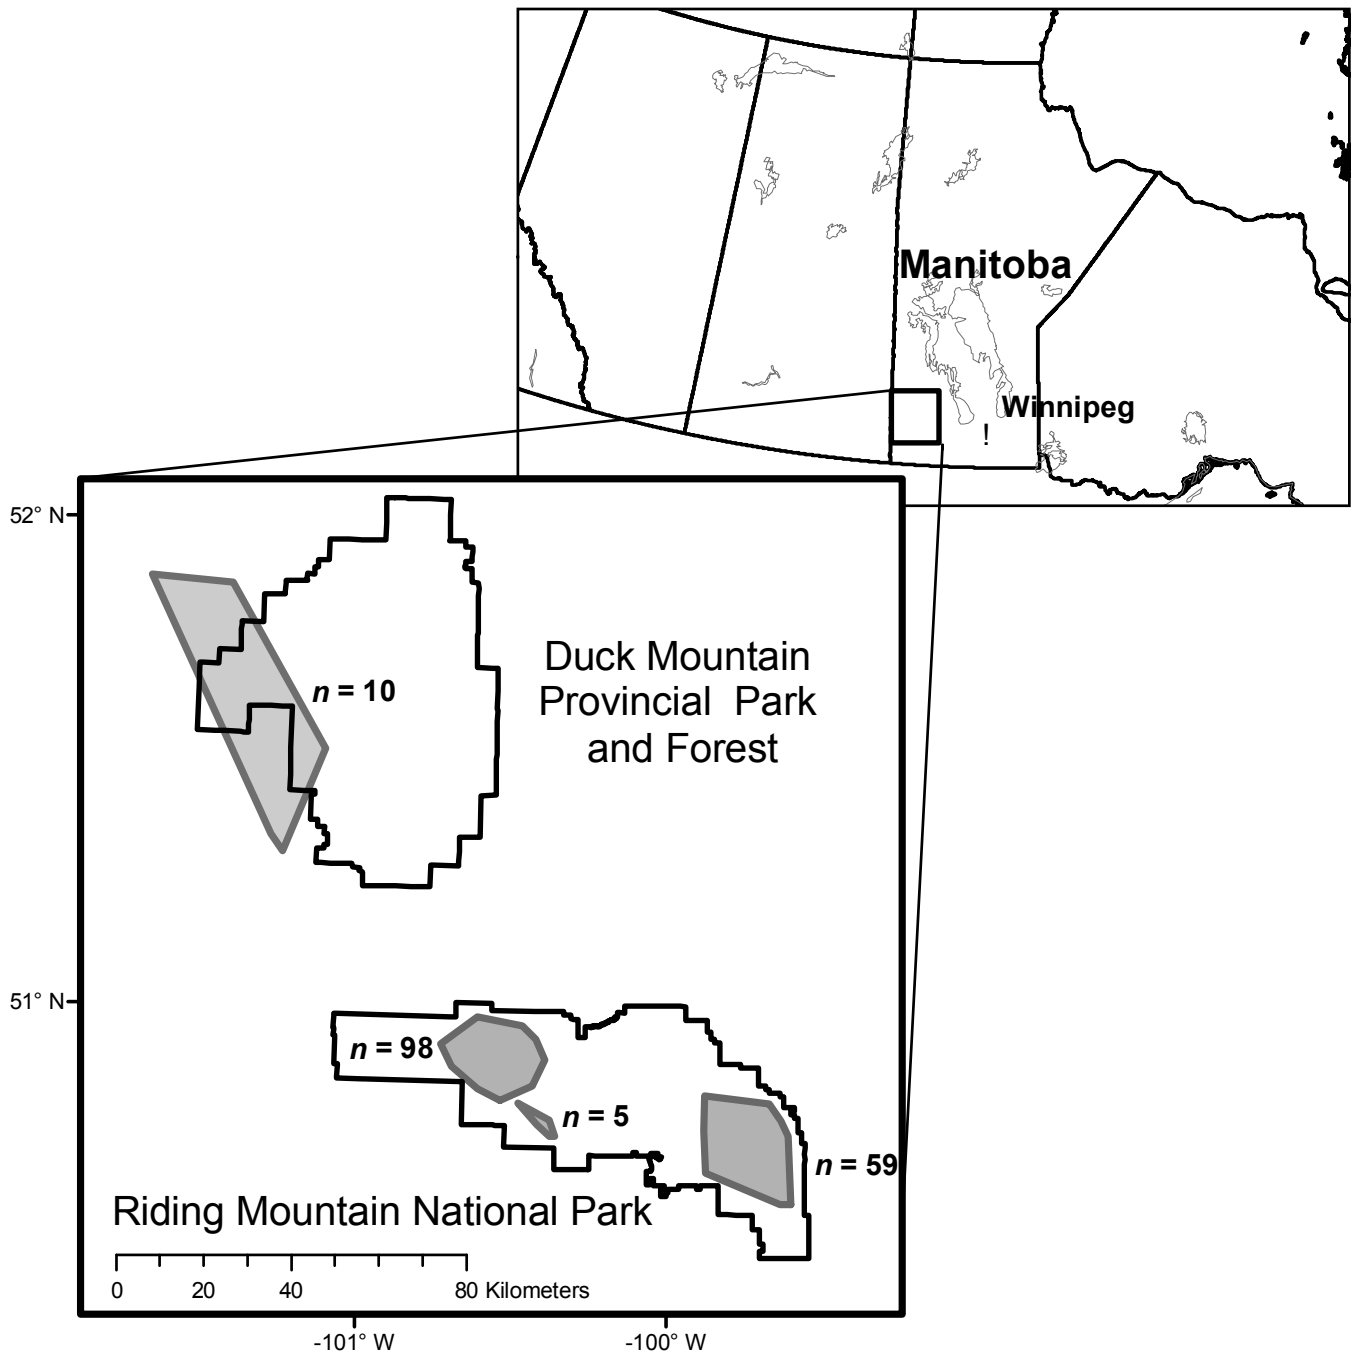 Manitoba
Winnipeg
!
52° N
Duck Mountain
Provincial Park
and Forest
n = 10
51° N
n = 98
n = 5
n = 59
Riding Mountain National Park
0 20 40 80 Kilometers
-101° W -100° W